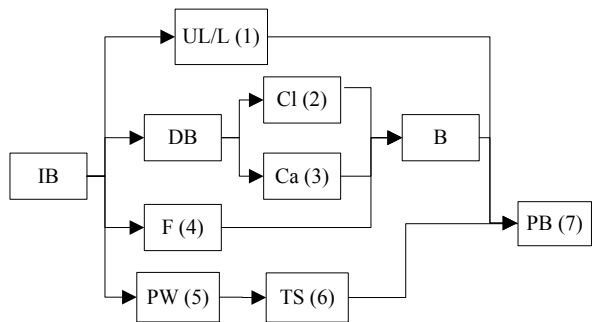 UL/L (1)
Cl (2)
DB
B
IB
Ca (3)
F (4)
PB (7)
PW (5)
TS (6)